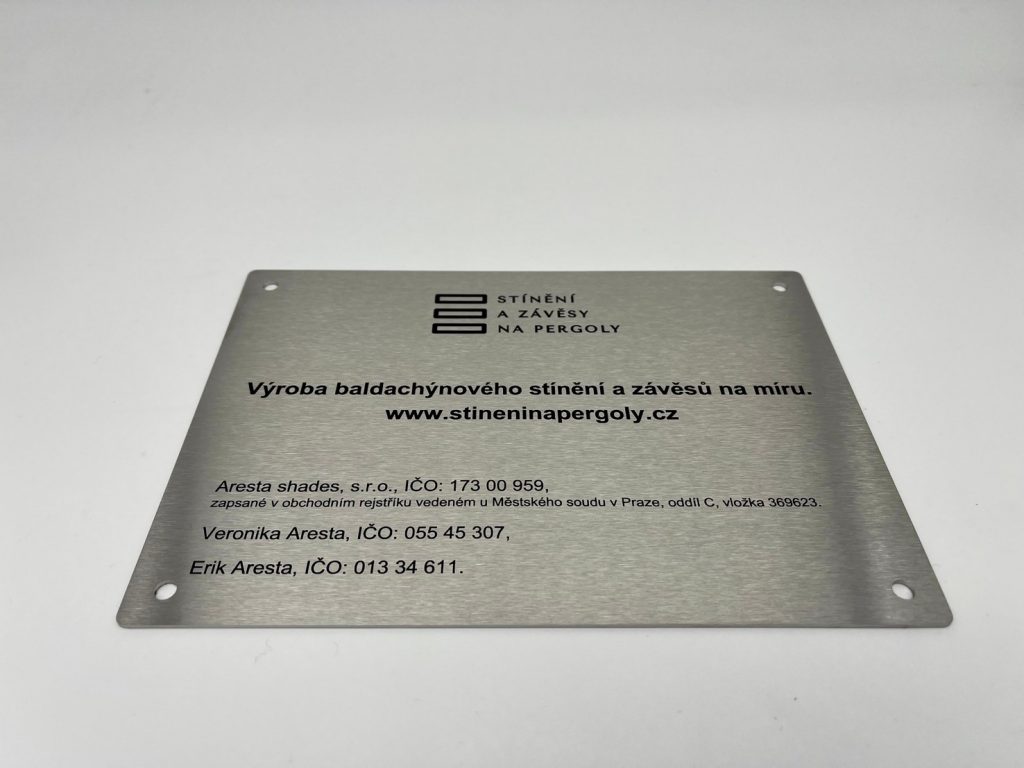 STÍNĚNÍ
A ZÁVĚSY
NA PERGOLY
Výroba baldachýnového stínění a závěsů na míru.
www.stineninapergoly.cz
Aresta shades, s.r.o., IČO: 173 00 959,
zapsané v obchodním rejstříku vedeném u Městského soudu v Praze, oddíl C, vložka 369623.
Veronika Aresta, IČO: 055 45 307,
Erik Aresta, IČO: 013 34 611.